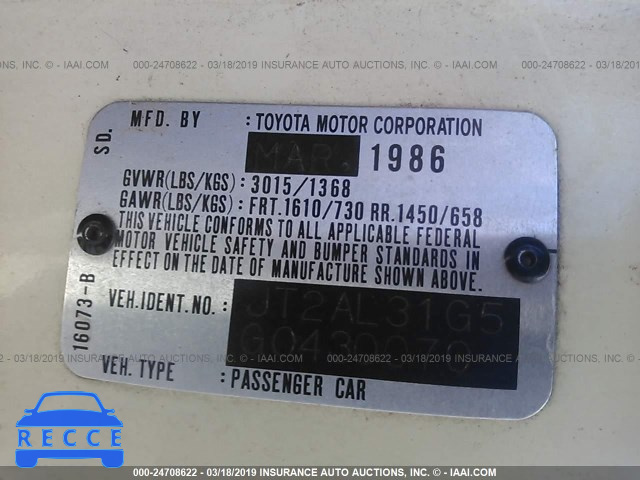 000-24708622 - 03/18/2019 INSURANCE AUTO AUCTIONS, INC. © - IAAI.COM
SD.
MFD. BY : TOYOTA MOTOR CORPORATION
MAR. 1986
GVWR(LBS/KGS): 3015/1368
GAWR(LBS/KGS): FRT.1610/730 RR.1450/658
THIS VEHICLE CONFORMS TO ALL APPLICABLE FEDERAL
MOTOR VEHICLE SAFETY AND BUMPER STANDARDS IN
EFFECT ON THE DATE OF MANUFACTURE SHOWN ABOVE.
16073-B
VEH.IDENT.NO. : JT2AL31G5
G0430070
VEH. TYPE : PASSENGER CAR
RECCE
000-24708622 - 03/18/2019 INSURANCE AUTO AUCTIONS, INC. © - IAAI.COM